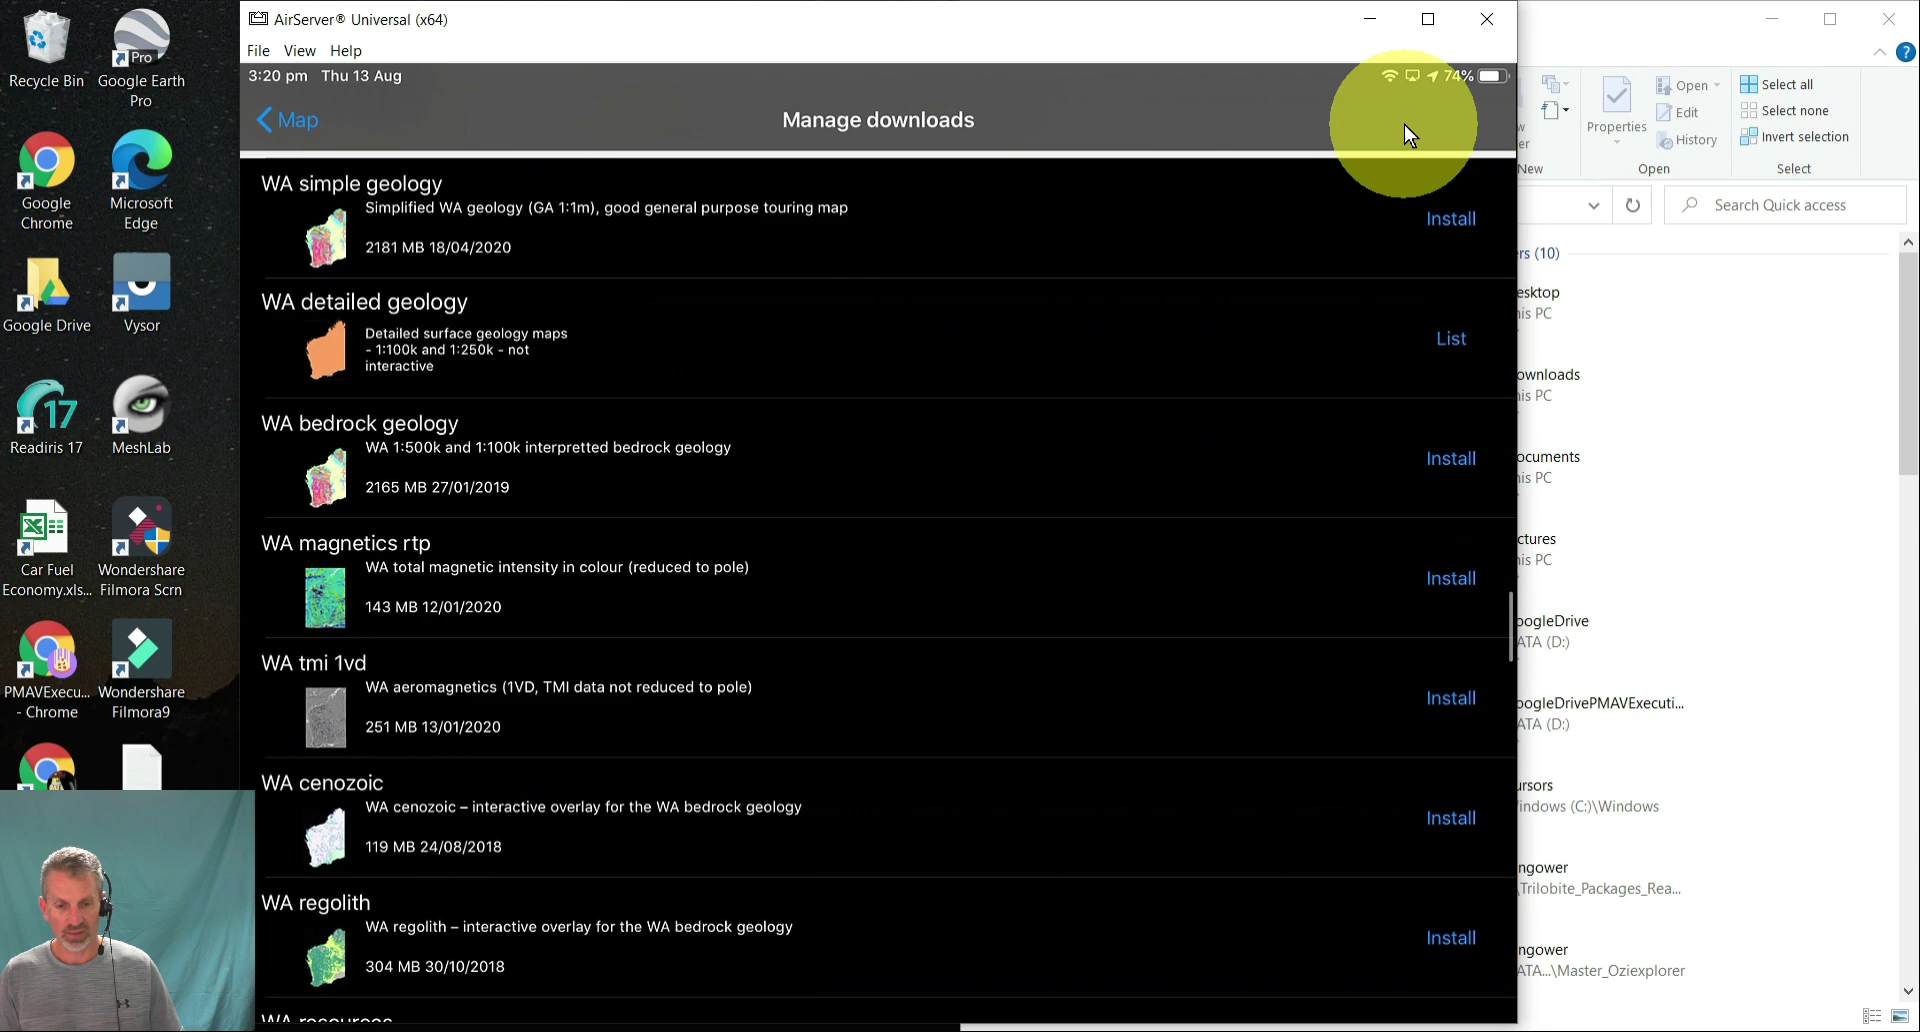 Recycle Bin
Google Earth
Pro
Pro
Google
Chrome
Microsoft
Edge
Google Drive
Vysor
17
Readiris 17
MeshLab
Car Fuel
Economy.xls...
Wondershare
Filmora Scrn
PMAVExecu...
- Chrome
Wondershare
Filmora9
AirServer® Universal (x64)
File View Help
3:20 pm Thu 13 Aug
74%
Map
Manage downloads
WA simple geology
Simplified WA geology (GA 1:1m), good general purpose touring map
2181 MB 18/04/2020
Install
WA detailed geology
Detailed surface geology maps
- 1:100k and 1:250k - not
interactive
List
WA bedrock geology
WA 1:500k and 1:100k interpretted bedrock geology
2165 MB 27/01/2019
Install
WA magnetics rtp
WA total magnetic intensity in colour (reduced to pole)
143 MB 12/01/2020
Install
WA tmi 1vd
WA aeromagnetics (1VD, TMI data not reduced to pole)
251 MB 13/01/2020
Install
WA cenozoic
WA cenozoic – interactive overlay for the WA bedrock geology
119 MB 24/08/2018
Install
WA regolith
WA regolith – interactive overlay for the WA bedrock geology
304 MB 30/10/2018
Install
WA resources
Properties
Open
Edit
History
Select all
Select none
Invert selection
New
Open
Select
Search Quick access
rs (10)
esktop
his PC
ownloads
his PC
ocuments
his PC
ctures
his PC
oogleDrive
ATA (D:)
oogleDrivePMAVExecuti...
ATA (D:)
ursors
indows (C:)\Windows
ngower
\Trilobite_Packages_Rea...
ngower
ATA...\Master_Oziexplorer